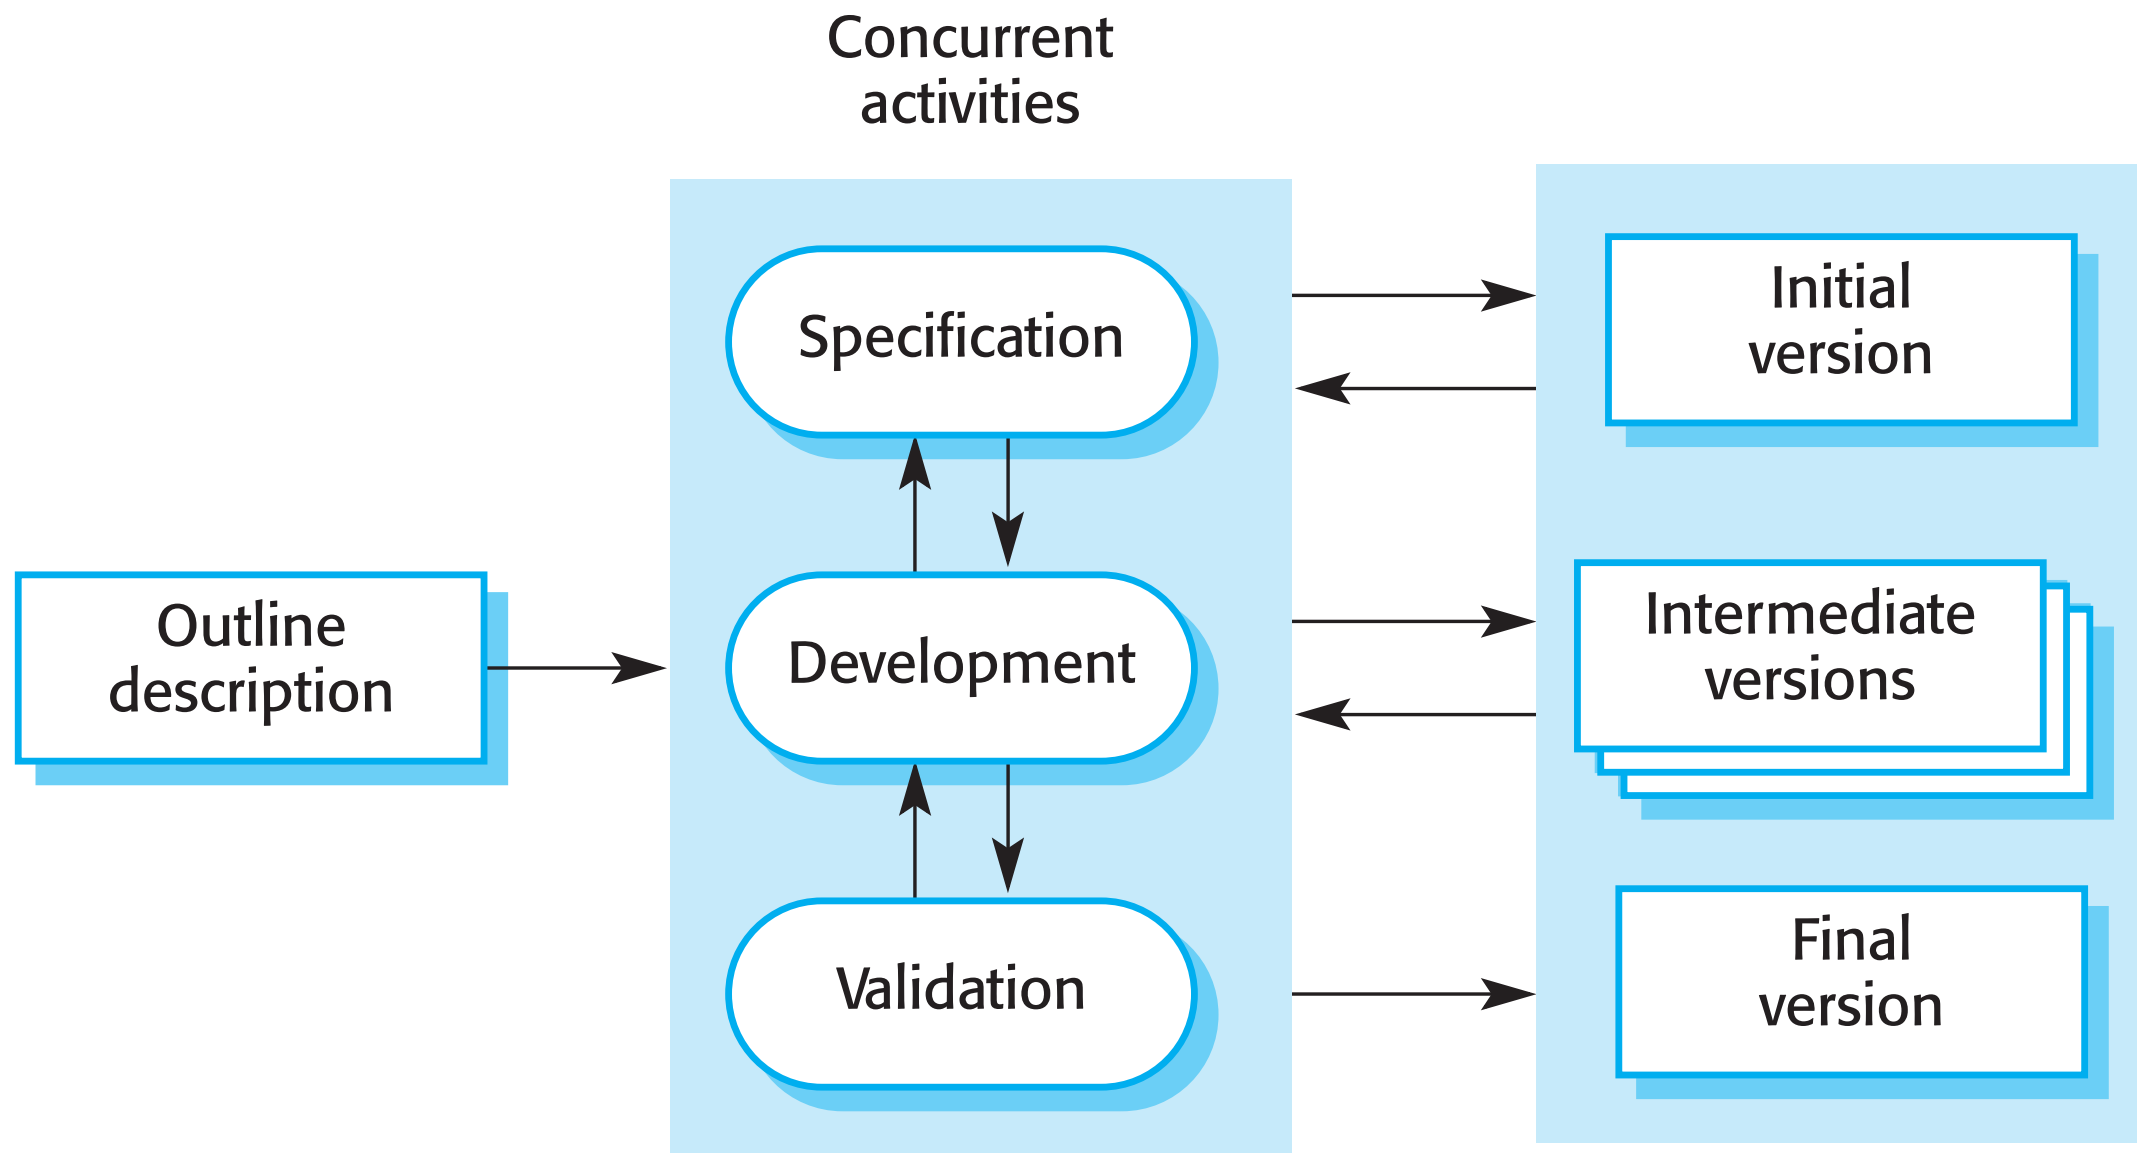 Concurrent
activities
Outline
description
Specification
Development
Validation
Initial
version
Intermediate
versions
Final
version